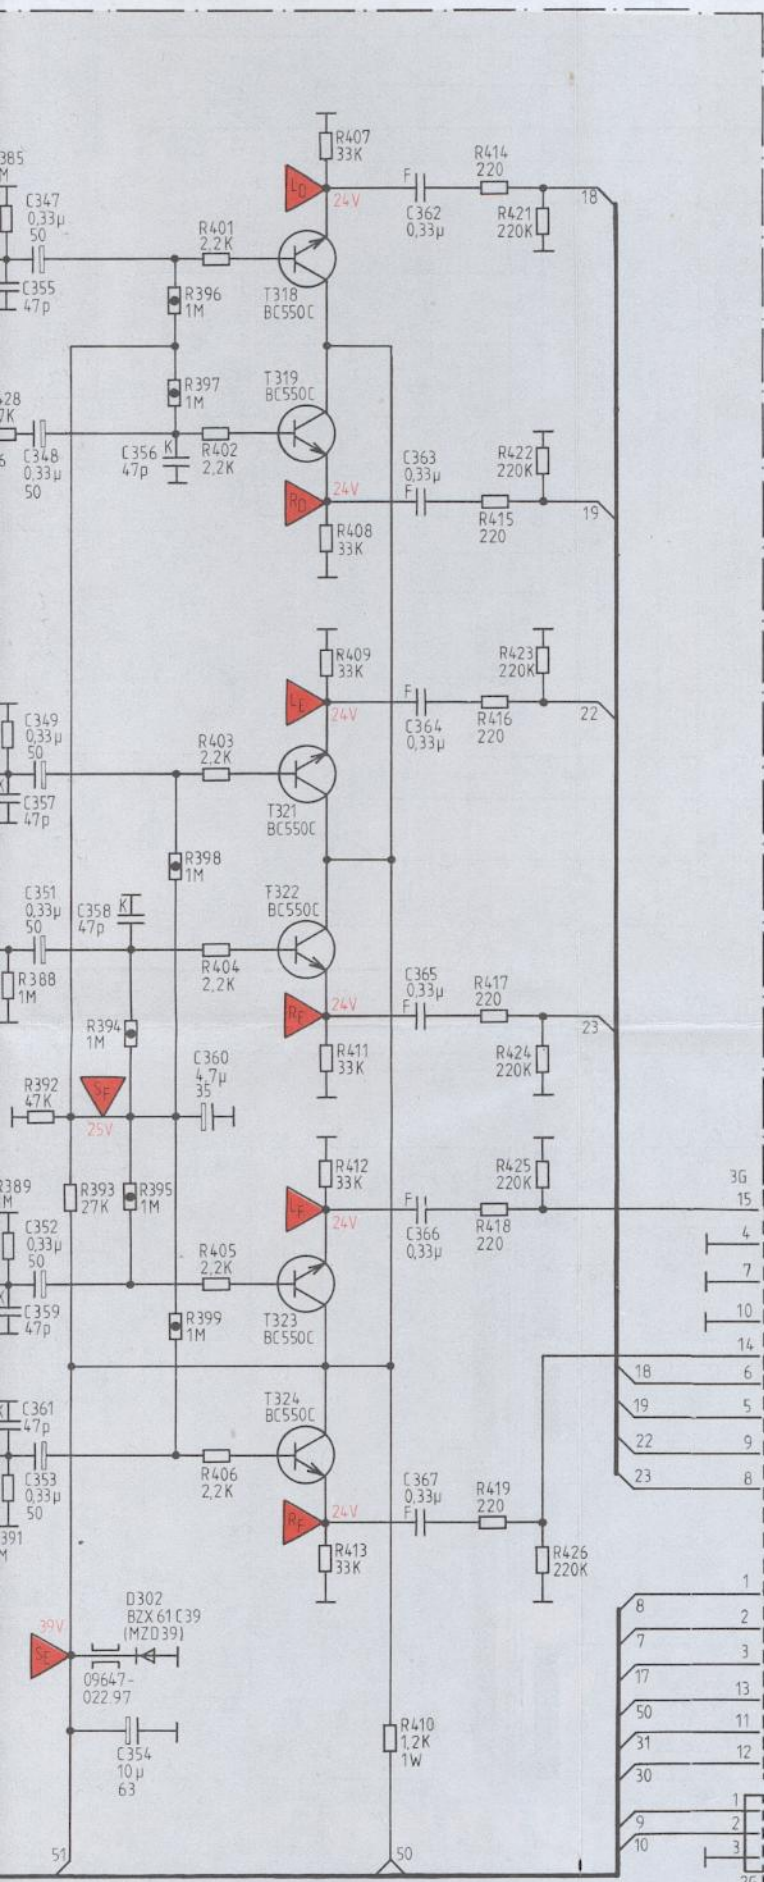 R407
33K
LD
24V
F
C362
0,33µ
R414
220
R421
220K
18
385
M
C347
0,33µ
50
C355
47p
R401
2,2K
R396
1M
T318
BC550C
R397
1M
T319
BC550C
428
7K
6
C348
0,33µ
50
C356
47p
K
R402
2,2K
RD
24V
R408
33K
C363
0,33µ
F
R415
220
R422
220K
19
R409
33K
LE
24V
F
C364
0,33µ
R416
220
R423
220K
22
C349
0,33µ
50
K
C357
47p
R403
2,2K
T321
BC550C
R398
1M
C351
0,33µ
50
C358
47p
K
T322
BC550C
R388
1M
R404
2,2K
24V
R411
33K
C365
0,33µ
F
R417
220
R424
220K
23
R394
1M
R392
47K
SF
25V
C360
4,7µ
35
R412
33K
24V
F
C366
0,33µ
R418
220
R425
220K
R389
1M
C352
0,33µ
50
K
C359
47p
R393
27K
R395
1M
R405
2,2K
T323
BC550C
R399
1M
3G
15
4
7
10
14
18
6
19
5
22
9
23
8
K
C361
47p
C353
0,33µ
50
391
M
T324
BC550C
R406
2,2K
RF
24V
R413
33K
C367
0,33µ
F
R419
220
R426
220K
39V
SE
D302
BZX 61 C39
(MZD39)
09647-
022.97
C354
10µ
63
R410
1,2K
1W
51
50
8
1
7
2
17
3
50
13
31
11
30
12
9
1
10
2
3